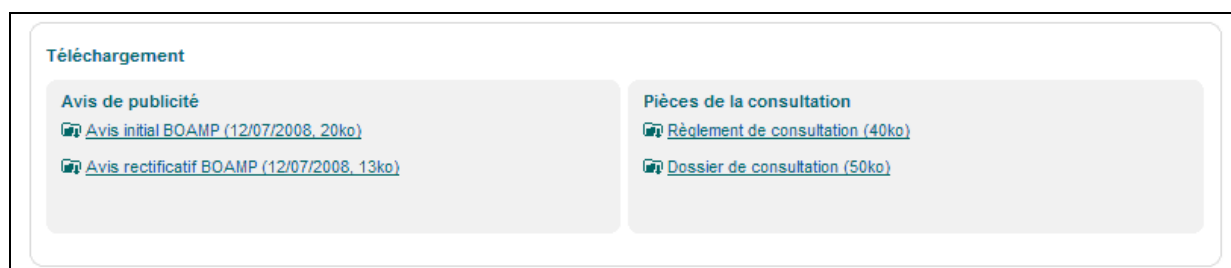 Téléchargement
Avis de publicité
Avis initial BOAMP (12/07/2008, 20ko)
Avis rectificatif BOAMP (12/07/2008, 13ko)
Pièces de la consultation
Règlement de consultation (40ko)
Dossier de consultation (50ko)